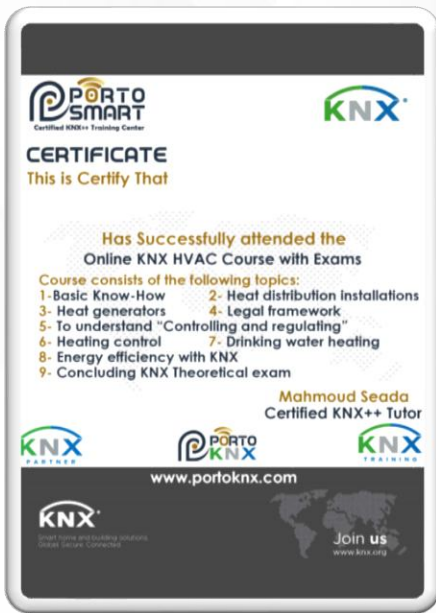 PORTO
SMART
Certified KNX++ Training Center
KNX®
CERTIFICATE
This is Certify That
Has Successfully attended the
Online KNX HVAC Course with Exams
Course consists of the following topics:
1-Basic Know-How 2- Heat distribution installations
3- Heat generators 4- Legal framework
5- To understand “Controlling and regulating”
6- Heating control 7- Drinking water heating
8- Energy efficiency with KNX
9- Concluding KNX Theoretical exam
Mahmoud Seada
Certified KNX++ Tutor
KNX
PARTNER
PORTO
KNX
KNX
TRAINING
www.portoknx.com
KNX®
Smart home and building solutions.
Global. Secure. Connected.
Join us
www.knx.org